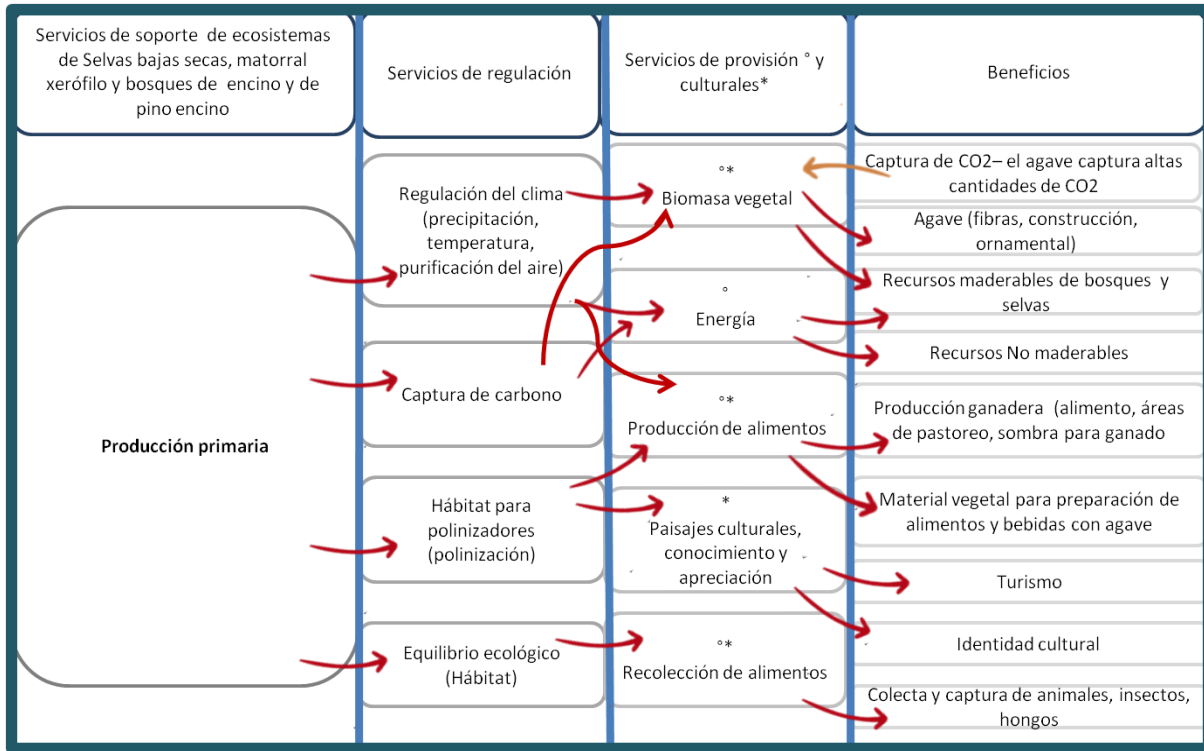 Servicios de soporte de ecosistemas
de Selvas bajas secas, matorral
xerófilo y bosques de encino y de
pino encino
Servicios de regulación
Servicios de provisión ° y
culturales*
Beneficios
Producción primaria
Regulación del clima
(precipitación,
temperatura,
purificación del aire)
Captura de carbono
Hábitat para
polinizadores
(polinización)
Equilibrio ecológico
(Hábitat)
°*
Biomasa vegetal
°
Energía
°*
Producción de alimentos
*
Paisajes culturales,
conocimiento y
apreciación
°*
Recolección de alimentos
Captura de CO2– el agave captura altas
cantidades de CO2
Agave (fibras, construcción,
ornamental)
Recursos maderables de bosques y
selvas
Recursos No maderables
Producción ganadera (alimento, áreas
de pastoreo, sombra para ganado
Material vegetal para preparación de
alimentos y bebidas con agave
Turismo
Identidad cultural
Colecta y captura de animales, insectos,
hongos